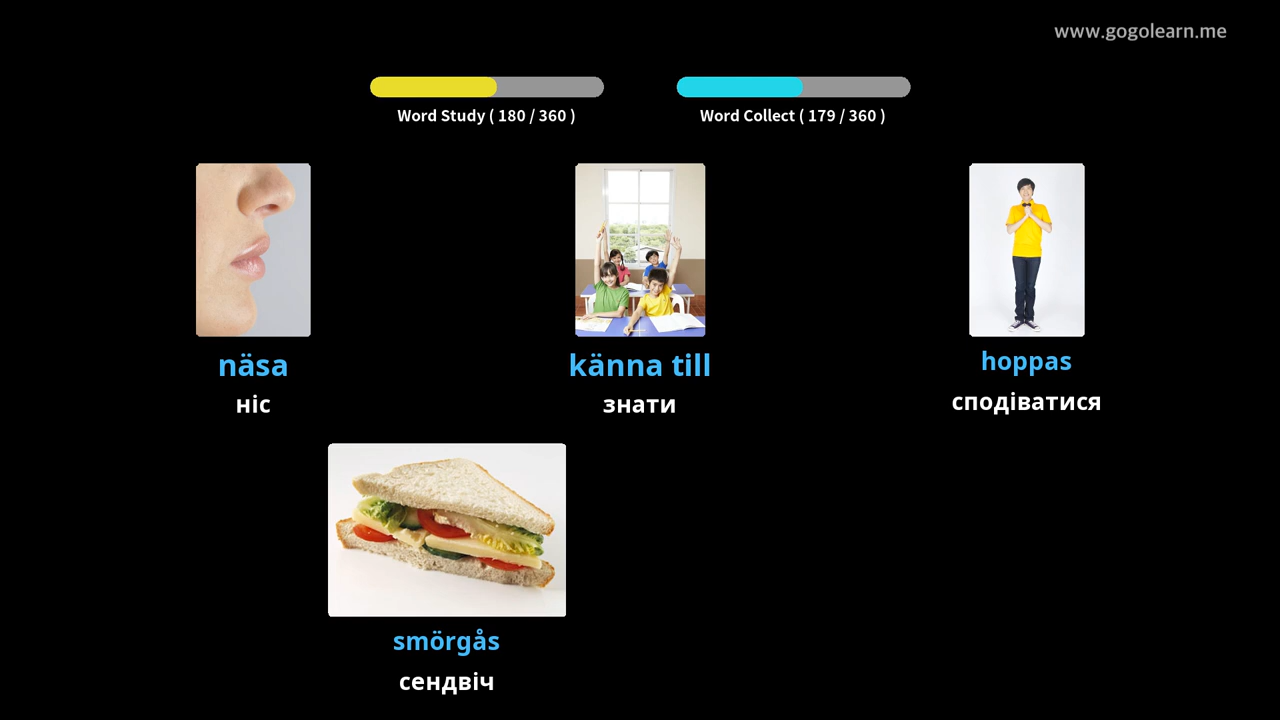 www.gogolearn.me
Word Study ( 180 / 360 )
Word Collect ( 179 / 360 )
näsa
känna till
hoppas
ніс
знати
сподіватися
smörgås
сендвіч